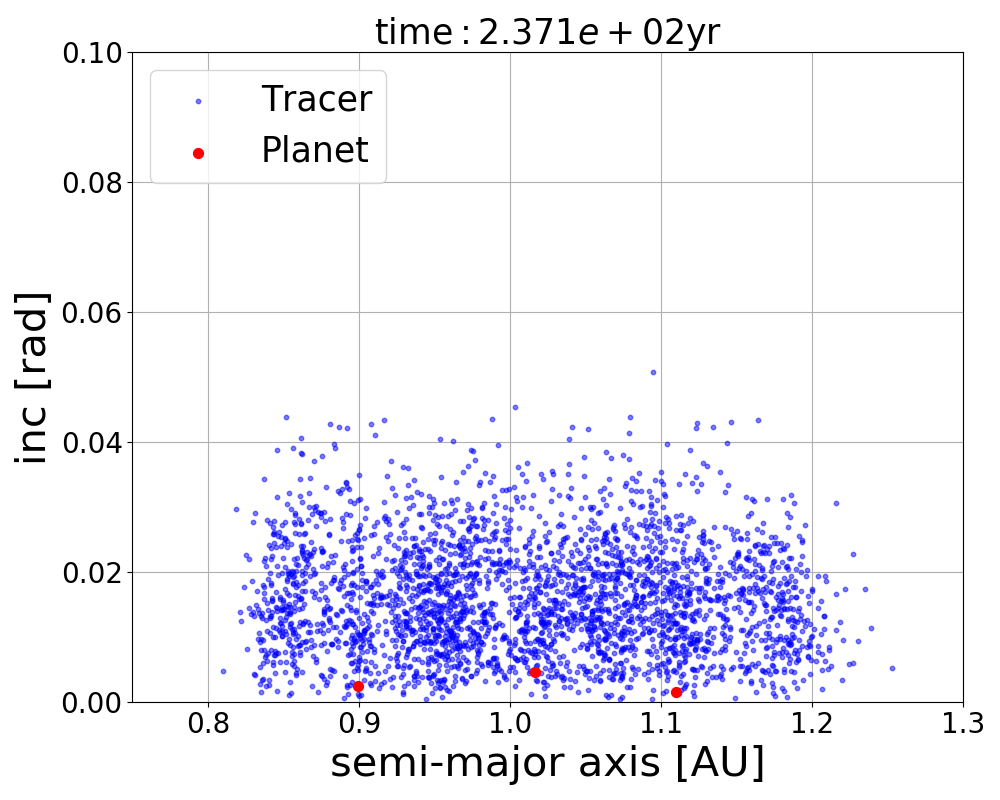 time : 2.371e + 02yr
0.10
0.08
0.06
0.04
0.02
0.00
inc [rad]
Tracer
Planet
0.8 0.9 1.0 1.1 1.2 1.3
semi-major axis [AU]